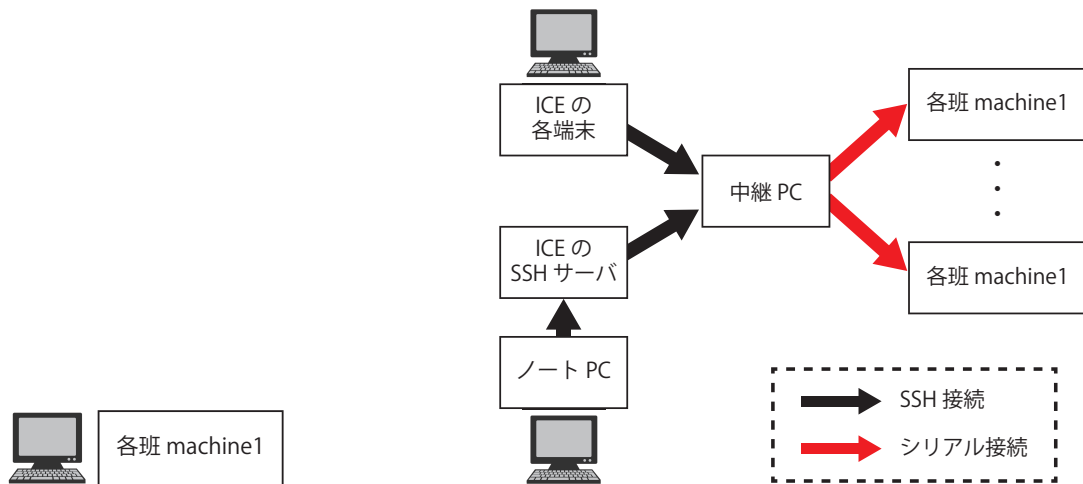 ICE の
各端末
各班 machine1
中継 PC
・
・
・
ICE の
SSH サーバ
各班 machine1
ノート PC
SSH 接続
シリアル接続
各班 machine1